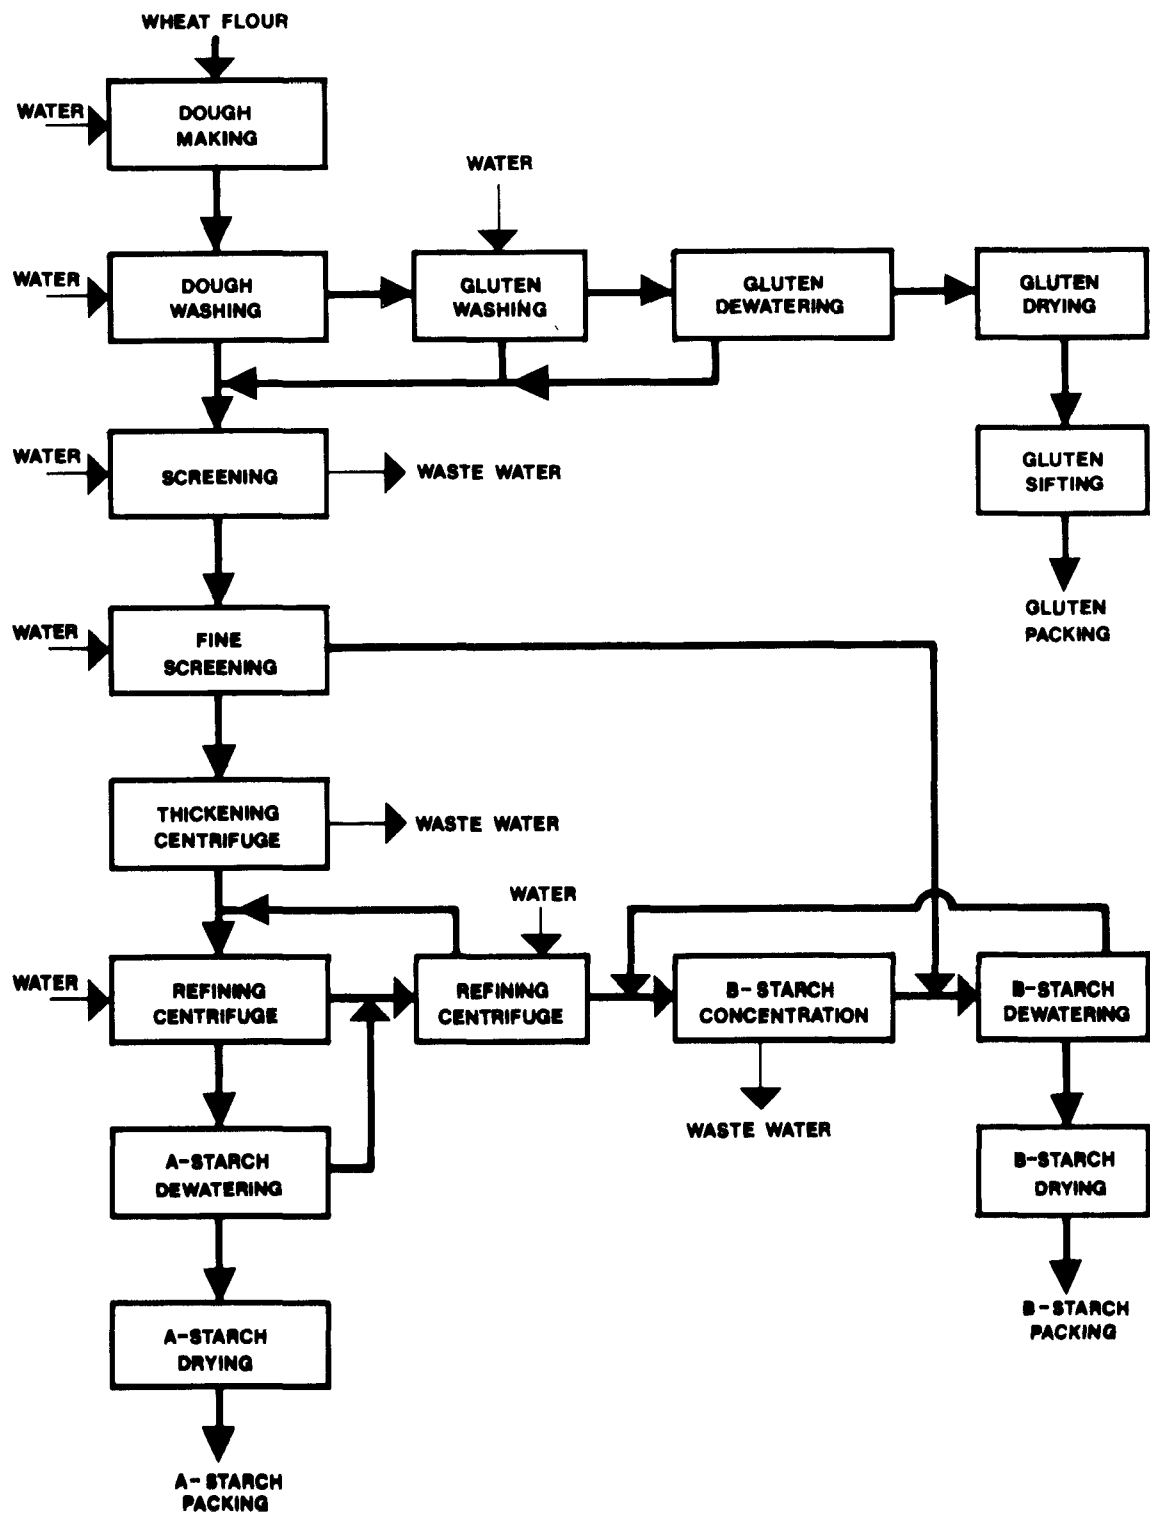 WHEAT FLOUR
WATER
DOUGH
MAKING
WATER
WATER
DOUGH
WASHING
GLUTEN
WASHING
GLUTEN
DEWATERING
GLUTEN
DRYING
WATER
SCREENING
WASTE WATER
GLUTEN
SIFTING
WATER
FINE
SCREENING
GLUTEN
PACKING
THICKENING
CENTRIFUGE
WASTE WATER
WATER
WATER
REFINING
CENTRIFUGE
REFINING
CENTRIFUGE
B-STARCH
CONCENTRATION
B-STARCH
DEWATERING
WASTE WATER
A-STARCH
DEWATERING
B-STARCH
DRYING
A-STARCH
DRYING
B-STARCH
PACKING
A-STARCH
PACKING